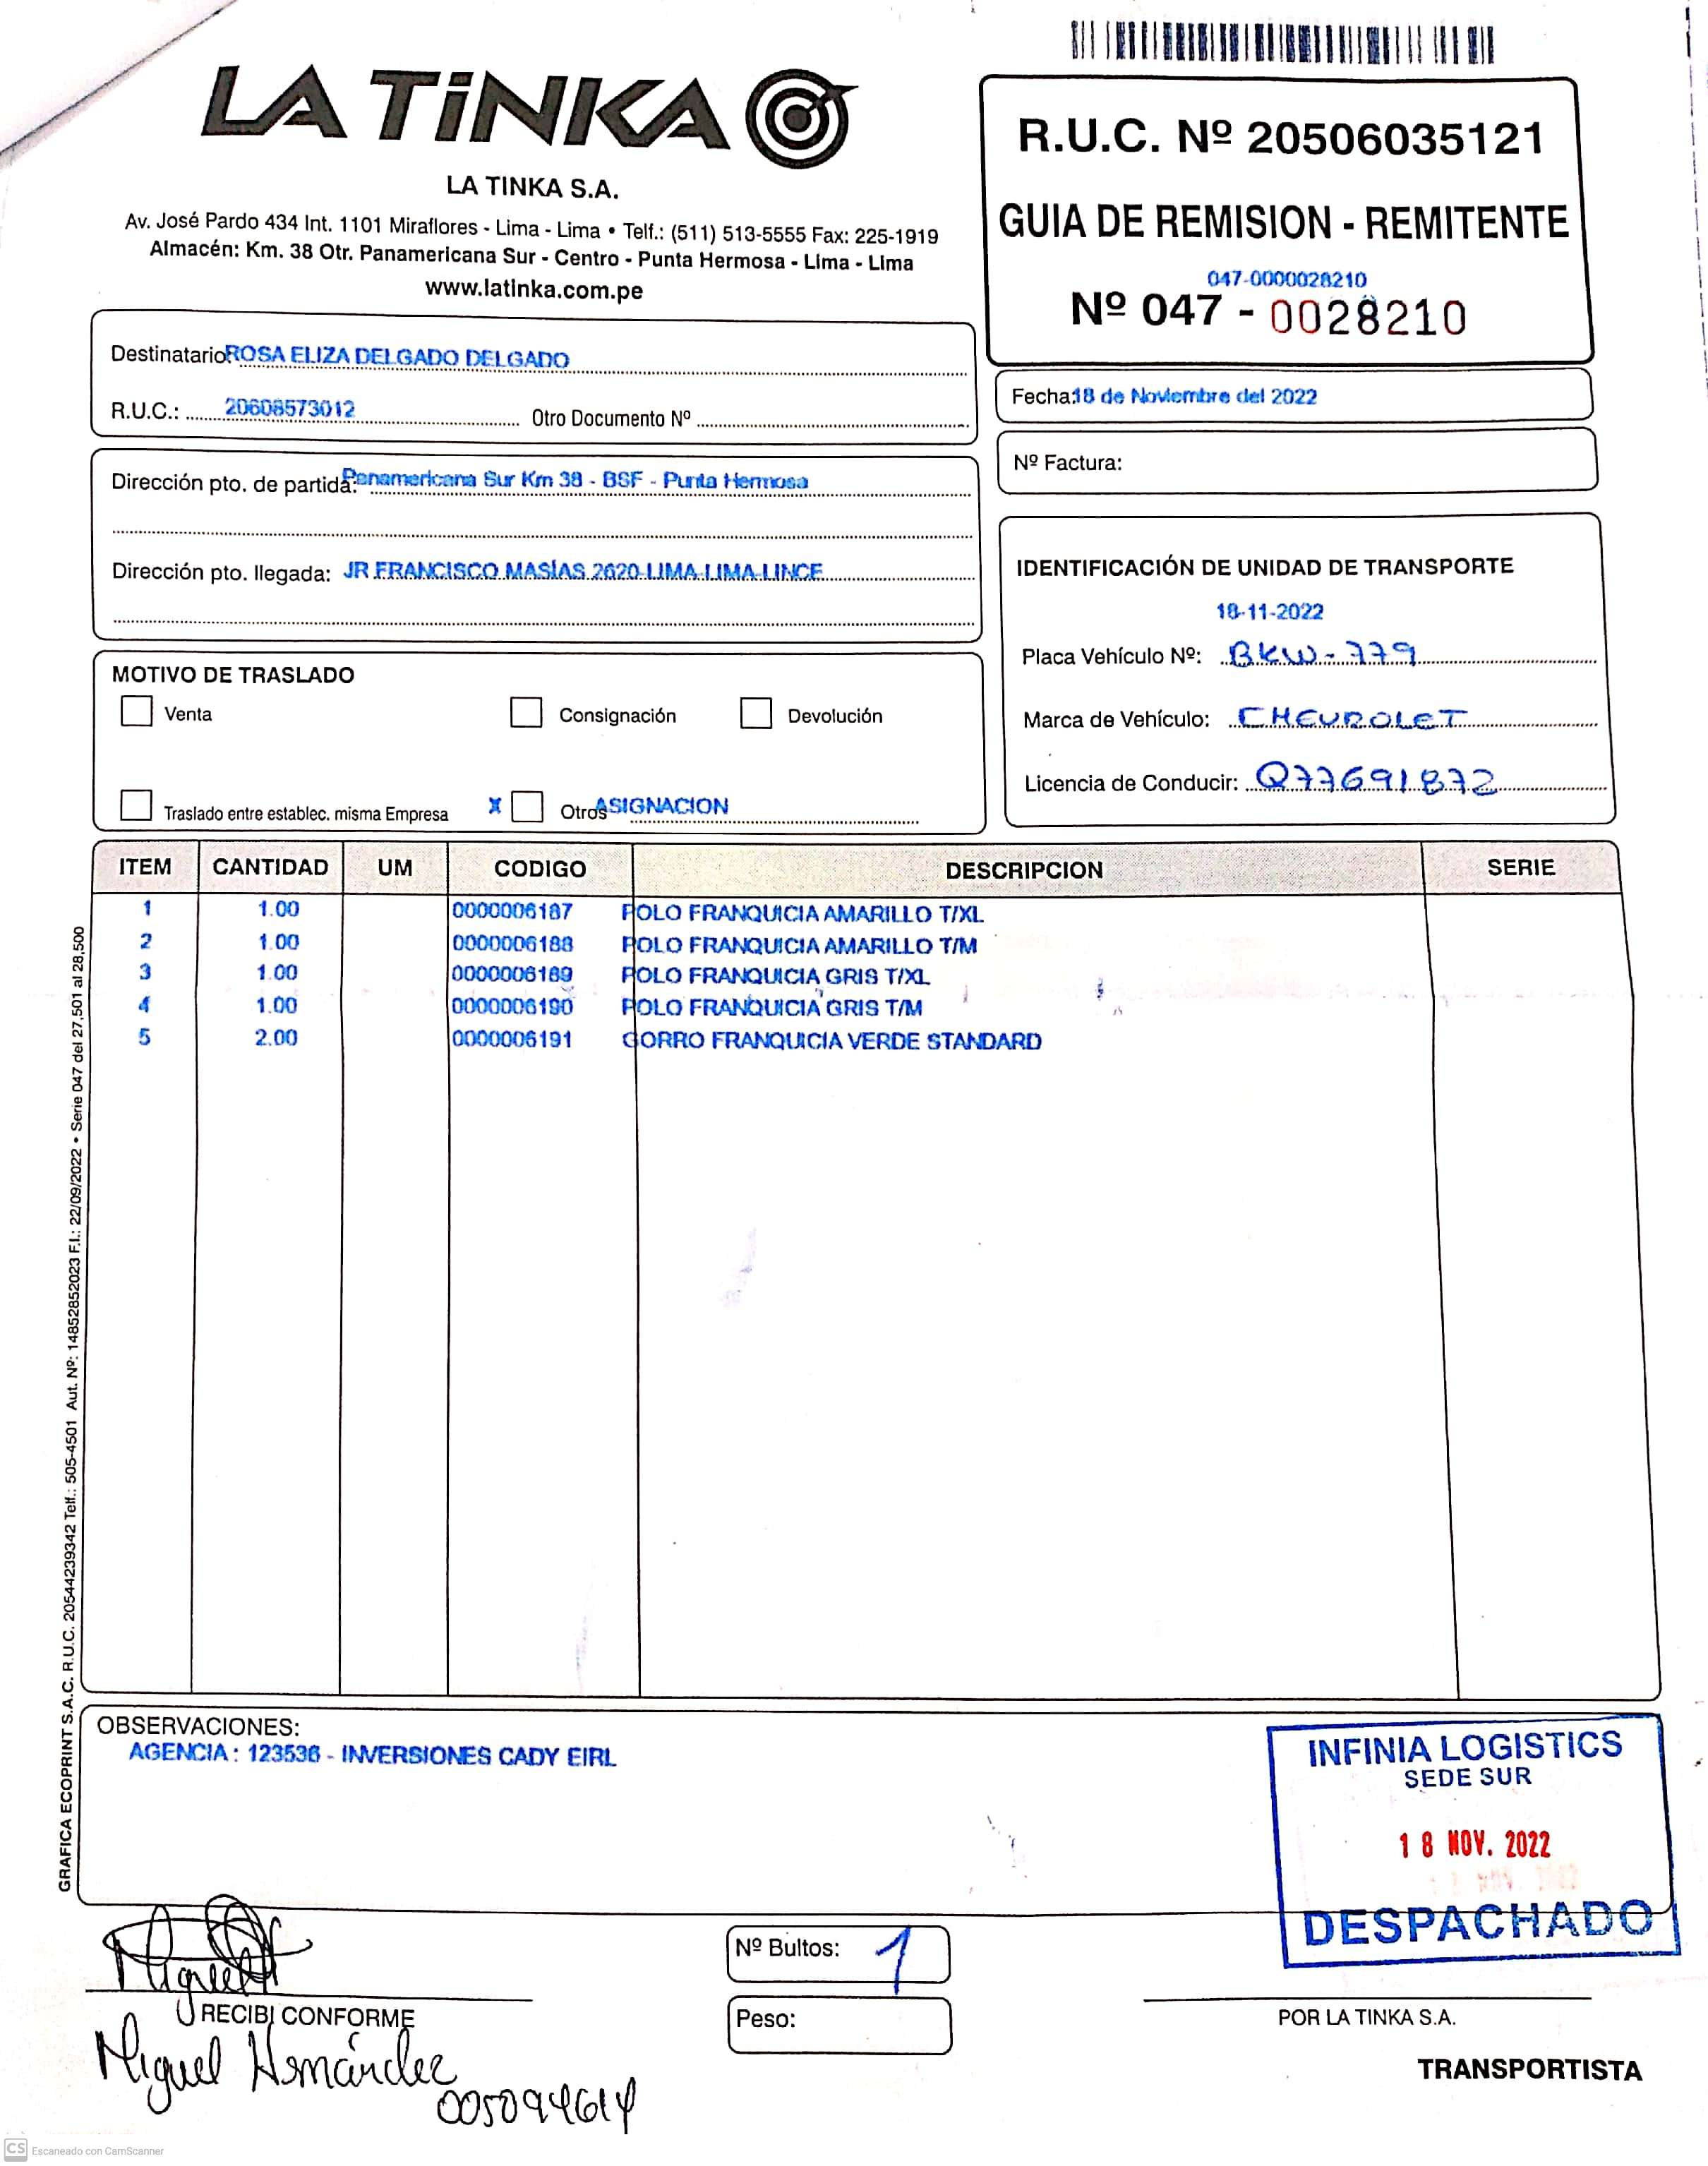 LA TiNKA
LA TINKA S.A.
Av. José Pardo 434 Int. 1101 Miraflores - Lima - Lima • Telf.: (511) 513-5555 Fax: 225-1919
Almacén: Km. 38 Otr. Panamericana Sur - Centro - Punta Hermosa - Lima - Lima
www.latinka.com.pe
R.U.C. Nº 20506035121
GUIA DE REMISION - REMITENTE
047-0000028210
Nº 047 - 0028210
Destinatario ROSA ELIZA DELGADO DELGADO
R.U.C.: 20608573012 Otro Documento Nº
Fecha: 18 de Noviembre del 2022
Nº Factura:
Dirección pto. de partida: Panamericana Sur Km 38 - BSF - Punta Hermosa
Dirección pto. llegada: JR FRANCISCO MASÍAS 2620-LIMA-LIMA-LINCE
IDENTIFICACIÓN DE UNIDAD DE TRANSPORTE
18-11-2022
Placa Vehículo Nº: BKW-779
Marca de Vehículo: CHEVROLET
Licencia de Conducir: Q77691872
MOTIVO DE TRASLADO
Venta Consignación Devolución
Traslado entre establec. misma Empresa X Otros ASIGNACION
ITEM CANTIDAD UM CODIGO DESCRIPCION SERIE
1 1.00 0000006187 POLO FRANQUICIA AMARILLO T/XL
2 1.00 0000006188 POLO FRANQUICIA AMARILLO T/M
3 1.00 0000006189 POLO FRANQUICIA GRIS T/XL
4 1.00 0000006190 POLO FRANQUICIA GRIS T/M
5 2.00 0000006191 GORRO FRANQUICIA VERDE STANDARD
GRAFICA ECOPRINT S.A.C. R.U.C. 20544239342 Telf.: 505-4501 Aut. Nº: 14852852023 F.I.: 22/09/2022 • Serie 047 del 27,501 al 28,500
OBSERVACIONES:
AGENCIA : 123536 - INVERSIONES CADY EIRL
INFINIA LOGISTICS
SEDE SUR
18 NOV. 2022
DESPACHADO
Nº Bultos: 1
Peso:
RECIBI CONFORME
Miguel Hernández
005094614
POR LA TINKA S.A.
TRANSPORTISTA
CS Escaneado con CamScanner